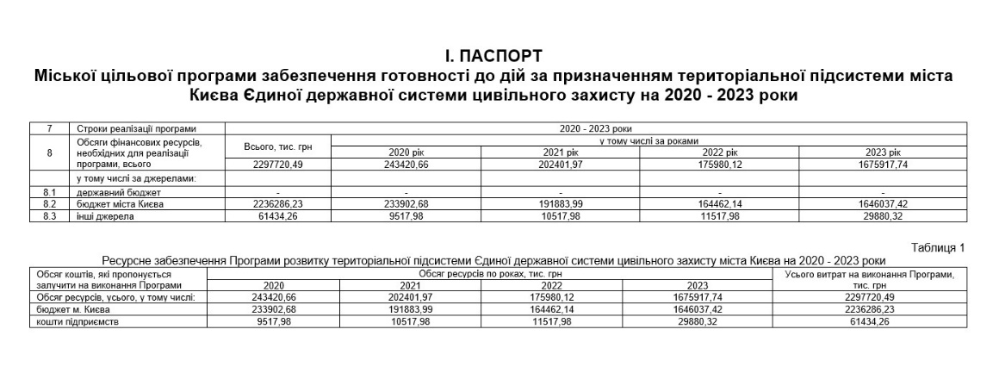 І. ПАСПОРТ
Міської цільової програми забезпечення готовності до дій за призначенням територіальної підсистеми міста
Києва Єдиної державної системи цивільного захисту на 2020 - 2023 роки
7 Строки реалізації програми 2020 - 2023 роки
8 Обсяги фінансових ресурсів, необхідних для реалізації програми, всього Всього, тис. грн у тому числі за роками
2020 рік 2021 рік 2022 рік 2023 рік
2297720,49 243420,66 202401,97 175980,12 1675917,74
у тому числі за джерелами:
8.1 державний бюджет - - - - -
8.2 бюджет міста Києва 2236286,23 233902,68 191883,99 164462,14 1646037,42
8.3 інші джерела 61434,26 9517,98 10517,98 11517,98 29880,32
Таблиця 1
Ресурсне забезпечення Програми розвитку територіальної підсистеми Єдиної державної системи цивільного захисту міста Києва на 2020 - 2023 роки
Обсяг коштів, які пропонується залучити на виконання Програми Обсяг ресурсів по роках, тис. грн Усього витрат на виконання Програми, тис. грн
2020 2021 2022 2023
Обсяг ресурсів, усього, у тому числі: 243420,66 202401,97 175980,12 1675917,74 2297720,49
бюджет м. Києва 233902,68 191883,99 164462,14 1646037,42 2236286,23
кошти підприємств 9517,98 10517,98 11517,98 29880,32 61434,26